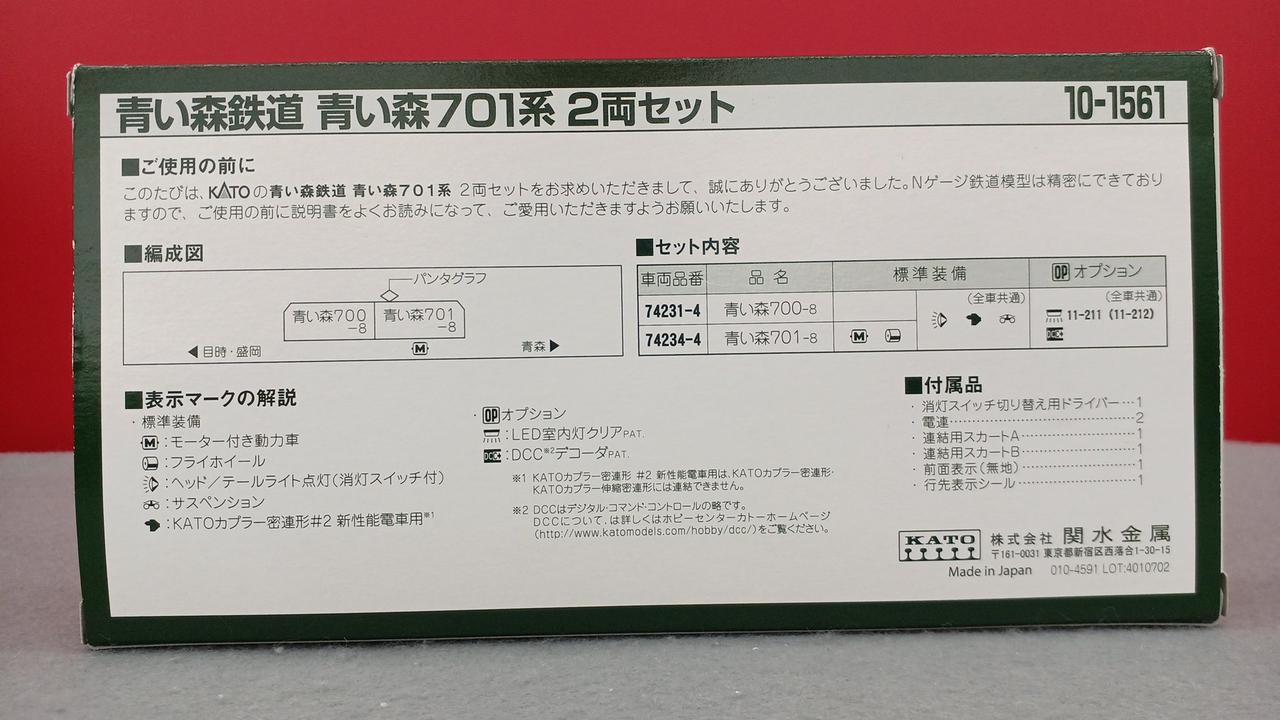 青い森鉄道 青い森701系 2両セット
10-1561
■ご使用の前に
このたびは、KATOの青い森鉄道 青い森701系 2両セットをお求めいただきまして、誠にありがとうございました。Nゲージ鉄道模型は精密にできており
ますので、ご使用の前に説明書をよくお読みになって、ご愛用いただきますようお願いいたします。
■編成図
パンタグラフ
青い森700 青い森701
-8 -8
◀目時・盛岡 M 青森▶
■セット内容
車両品番 品名 標準装備 OP オプション
74231-4 青い森700-8 (全車共通) (全車共通)
11-211 (11-212)
74234-4 青い森701-8 M DCC
■表示マークの解説
・標準装備
M:モーター付き動力車
:フライホイール
:ヘッド/テールライト点灯(消灯スイッチ付)
:サスペンション
:KATOカプラー密連形#2 新性能電車用※1
・OPオプション
:LED室内灯クリアPAT.
DCC:DCC※2デコーダPAT.
※1 KATOカプラー密連形 #2 新性能電車用は、KATOカプラー密連形・
KATOカプラー伸縮密連形には連結できません。
※2 DCCはデジタル・コマンド・コントロールの略です。
DCCについて、は詳しくはホビーセンターカトーホームページ
(http://www.katomodels.com/hobby/dcc/)をご覧ください。
■付属品
・消灯スイッチ切り替え用ドライバー…1
・電連……2
・連結用スカートA……1
・連結用スカートB……1
・前面表示(無地)……1
・行先表示シール……1
KATO 株式会社 関水金属
〒161-0031 東京都新宿区西落合1-30-15
Made in Japan 010-4591 LOT:4010702